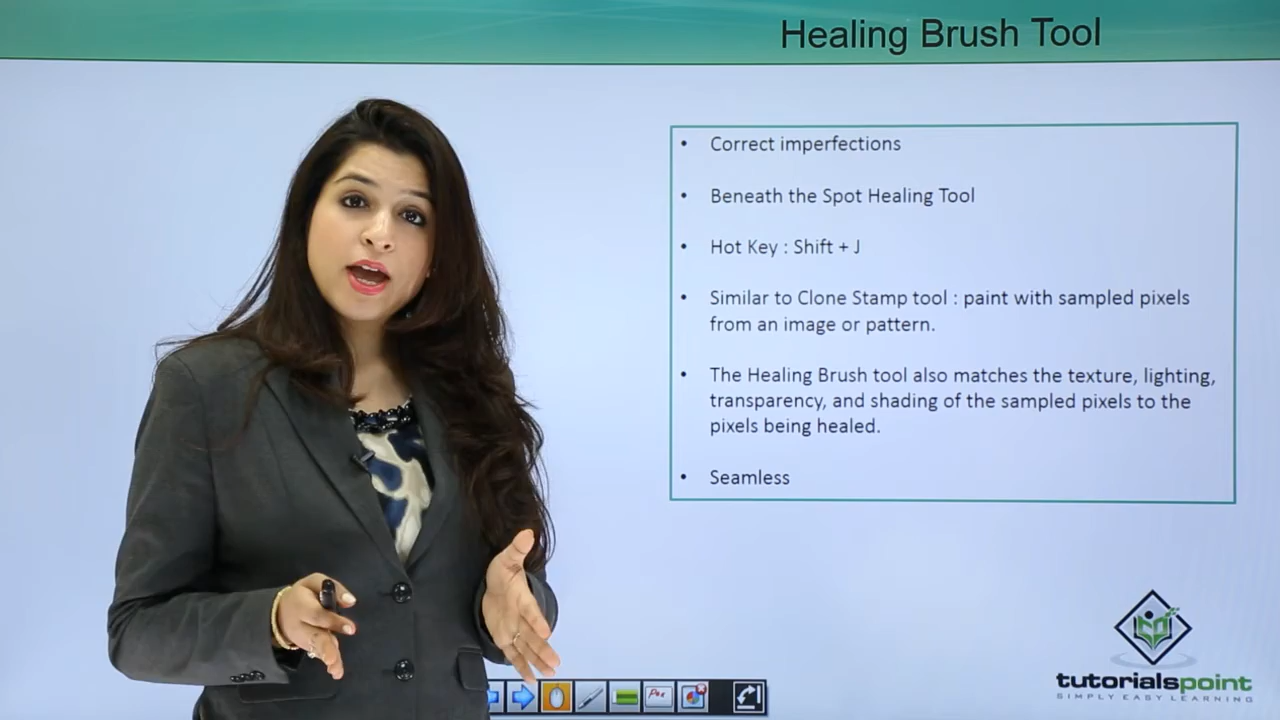 Healing Brush Tool
• Correct imperfections
• Beneath the Spot Healing Tool
• Hot Key : Shift + J
• Similar to Clone Stamp tool : paint with sampled pixels
from an image or pattern.
• The Healing Brush tool also matches the texture, lighting,
transparency, and shading of the sampled pixels to the
pixels being healed.
• Seamless
tutorialspoint
SIMPLY EASY LEARNING